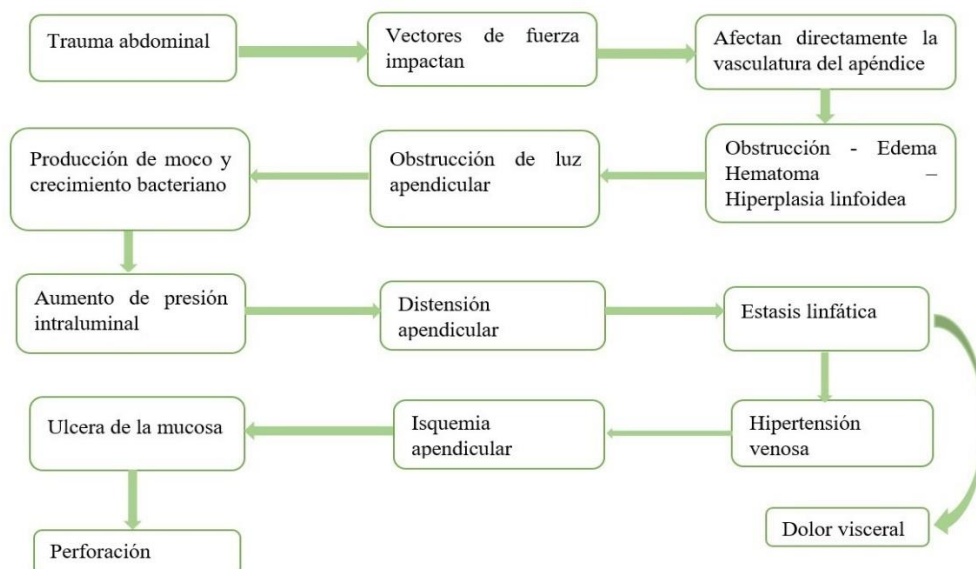 Trauma abdominal
Vectores de fuerza
impactan
Afectan directamente la
vasculatura del apéndice
Obstrucción - Edema
Hematoma –
Hiperplasia linfoidea
Obstrucción de luz
apendicular
Producción de moco y
crecimiento bacteriano
Aumento de presión
intraluminal
Distensión
apendicular
Estasis linfática
Hipertensión
venosa
Isquemia
apendicular
Ulcera de la mucosa
Perforación
Dolor visceral